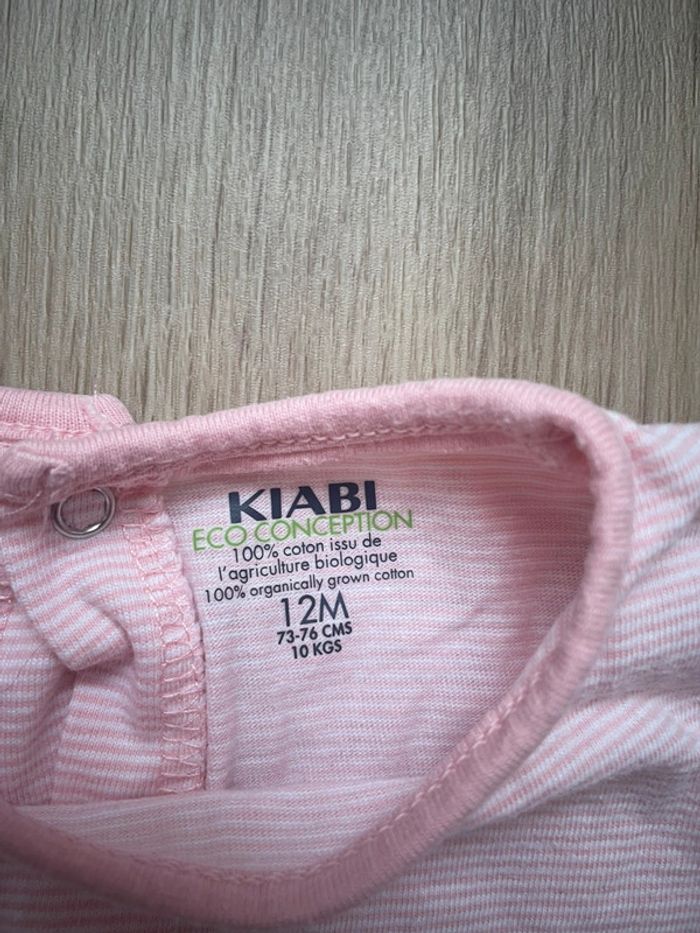 KIABI
ECO CONCEPTION
100% coton issu de
l'agriculture biologique
100% organically grown cotton
12M
73-76 CMS
10 KGS